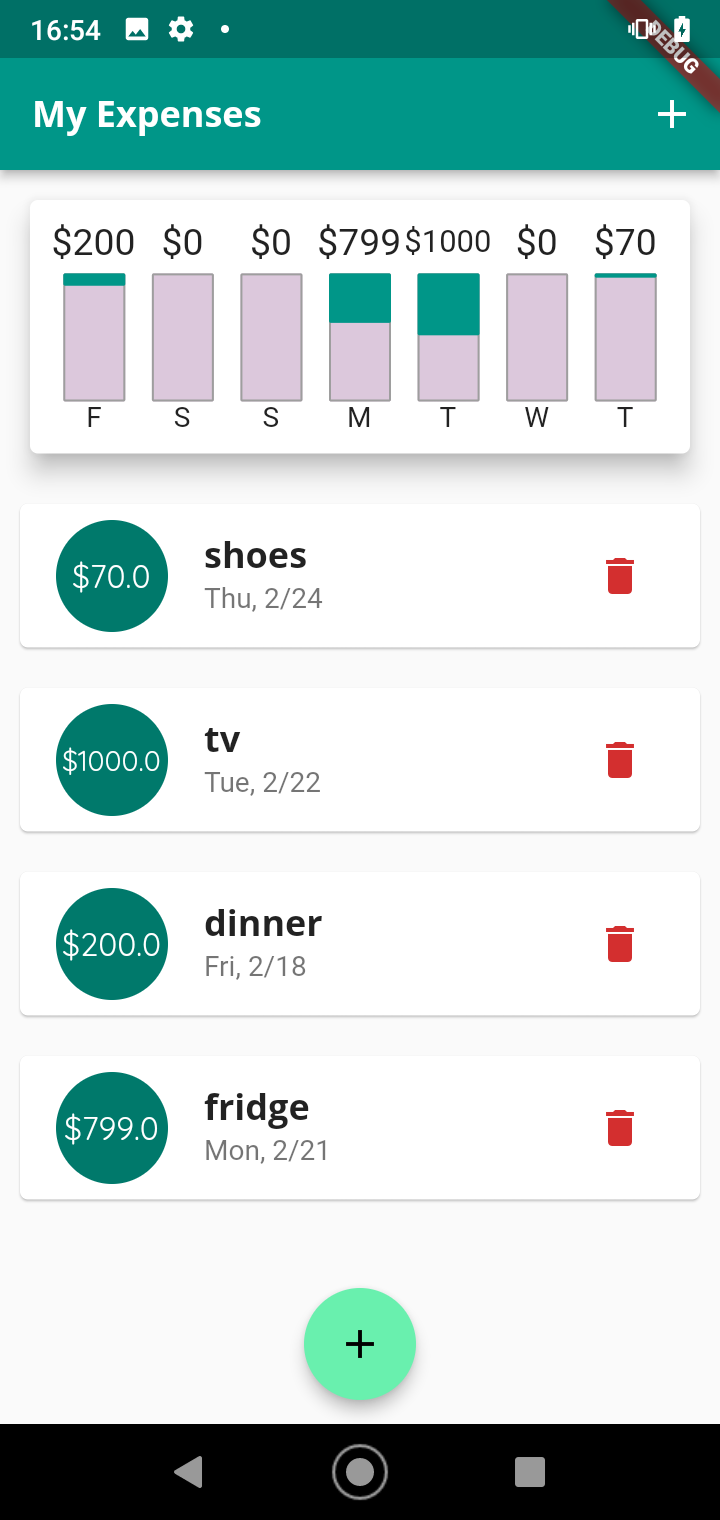 16:54
DEBUG
My Expenses
$200 $0 $0 $799 $1000 $0 $70
F S S M T W T
$70.0
shoes
Thu, 2/24
$1000.0
tv
Tue, 2/22
$200.0
dinner
Fri, 2/18
$799.0
fridge
Mon, 2/21